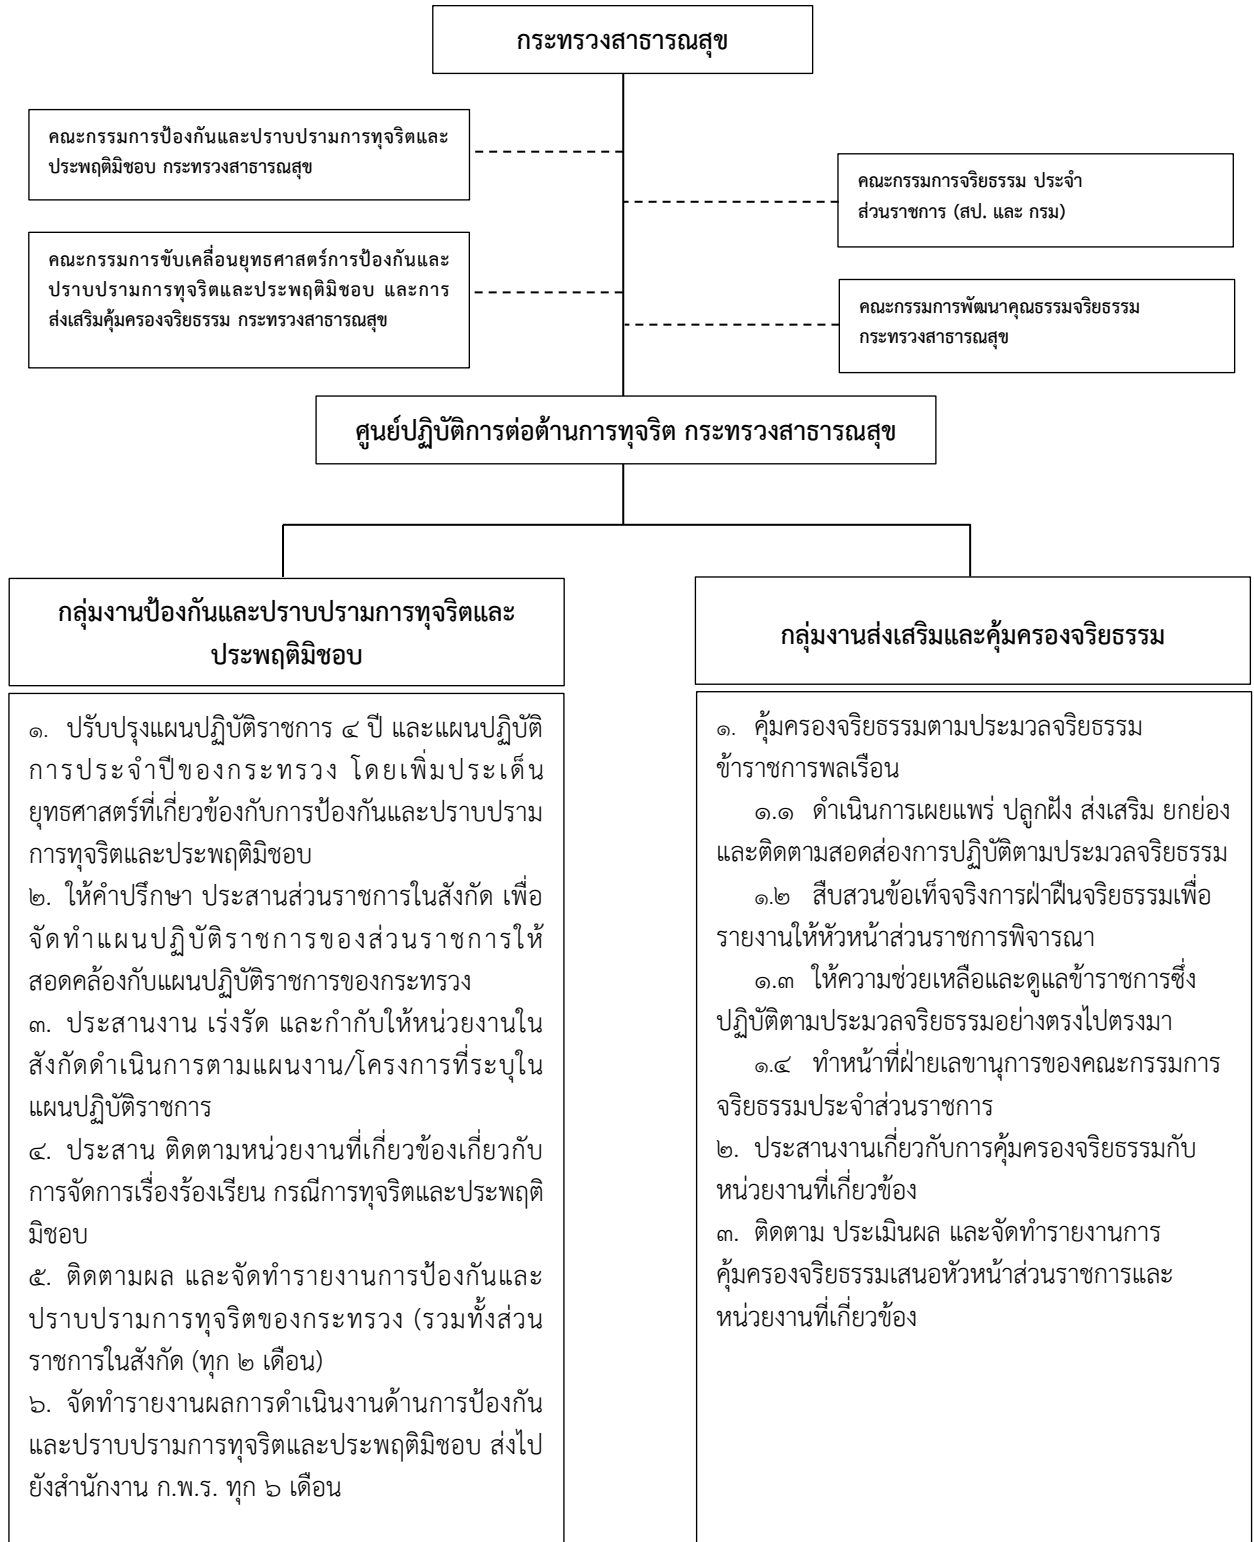 กระทรวงสาธารณสุข
คณะกรรมการป้องกันและปราบปรามการทุจริตและ
ประพฤติมิชอบ กระทรวงสาธารณสุข
คณะกรรมการจริยธรรม ประจำ
ส่วนราชการ (สป. และ กรม)
คณะกรรมการขับเคลื่อนยุทธศาสตร์การป้องกันและ
ปราบปรามการทุจริตและประพฤติมิชอบ และการ
ส่งเสริมคุ้มครองจริยธรรม กระทรวงสาธารณสุข
คณะกรรมการพัฒนาคุณธรรมจริยธรรม
กระทรวงสาธารณสุข
ศูนย์ปฏิบัติการต่อต้านการทุจริต กระทรวงสาธารณสุข
กลุ่มงานป้องกันและปราบปรามการทุจริตและ
ประพฤติมิชอบ
๑. ปรับปรุงแผนปฏิบัติราชการ ๔ ปี และแผนปฏิบัติ
การประจำปีของกระทรวง โดยเพิ่มประเด็น
ยุทธศาสตร์ที่เกี่ยวข้องกับการป้องกันและปราบปราม
การทุจริตและประพฤติมิชอบ
๒. ให้คำปรึกษา ประสานส่วนราชการในสังกัด เพื่อ
จัดทำแผนปฏิบัติราชการของส่วนราชการให้
สอดคล้องกับแผนปฏิบัติราชการของกระทรวง
๓. ประสานงาน เร่งรัด และกำกับให้หน่วยงานใน
สังกัดดำเนินการตามแผนงาน/โครงการที่ระบุใน
แผนปฏิบัติราชการ
๔. ประสาน ติดตามหน่วยงานที่เกี่ยวข้องเกี่ยวกับ
การจัดการเรื่องร้องเรียน กรณีการทุจริตและประพฤติ
มิชอบ
๕. ติดตามผล และจัดทำรายงานการป้องกันและ
ปราบปรามการทุจริตของกระทรวง (รวมทั้งส่วน
ราชการในสังกัด (ทุก ๒ เดือน)
๖. จัดทำรายงานผลการดำเนินงานด้านการป้องกัน
และปราบปรามการทุจริตและประพฤติมิชอบ ส่งไป
ยังสำนักงาน ก.พ.ร. ทุก ๖ เดือน
กลุ่มงานส่งเสริมและคุ้มครองจริยธรรม
๑. คุ้มครองจริยธรรมตามประมวลจริยธรรม
ข้าราชการพลเรือน
๑.๑ ดำเนินการเผยแพร่ ปลูกฝัง ส่งเสริม ยกย่อง
และติดตามสอดส่องการปฏิบัติตามประมวลจริยธรรม
๑.๒ สืบสวนข้อเท็จจริงการฝ่าฝืนจริยธรรมเพื่อ
รายงานให้หัวหน้าส่วนราชการพิจารณา
๑.๓ ให้ความช่วยเหลือและดูแลข้าราชการซึ่ง
ปฏิบัติตามประมวลจริยธรรมอย่างตรงไปตรงมา
๑.๔ ทำหน้าที่ฝ่ายเลขานุการของคณะกรรมการ
จริยธรรมประจำส่วนราชการ
๒. ประสานงานเกี่ยวกับการคุ้มครองจริยธรรมกับ
หน่วยงานที่เกี่ยวข้อง
๓. ติดตาม ประเมินผล และจัดทำรายงานการ
คุ้มครองจริยธรรมเสนอหัวหน้าส่วนราชการและ
หน่วยงานที่เกี่ยวข้อง